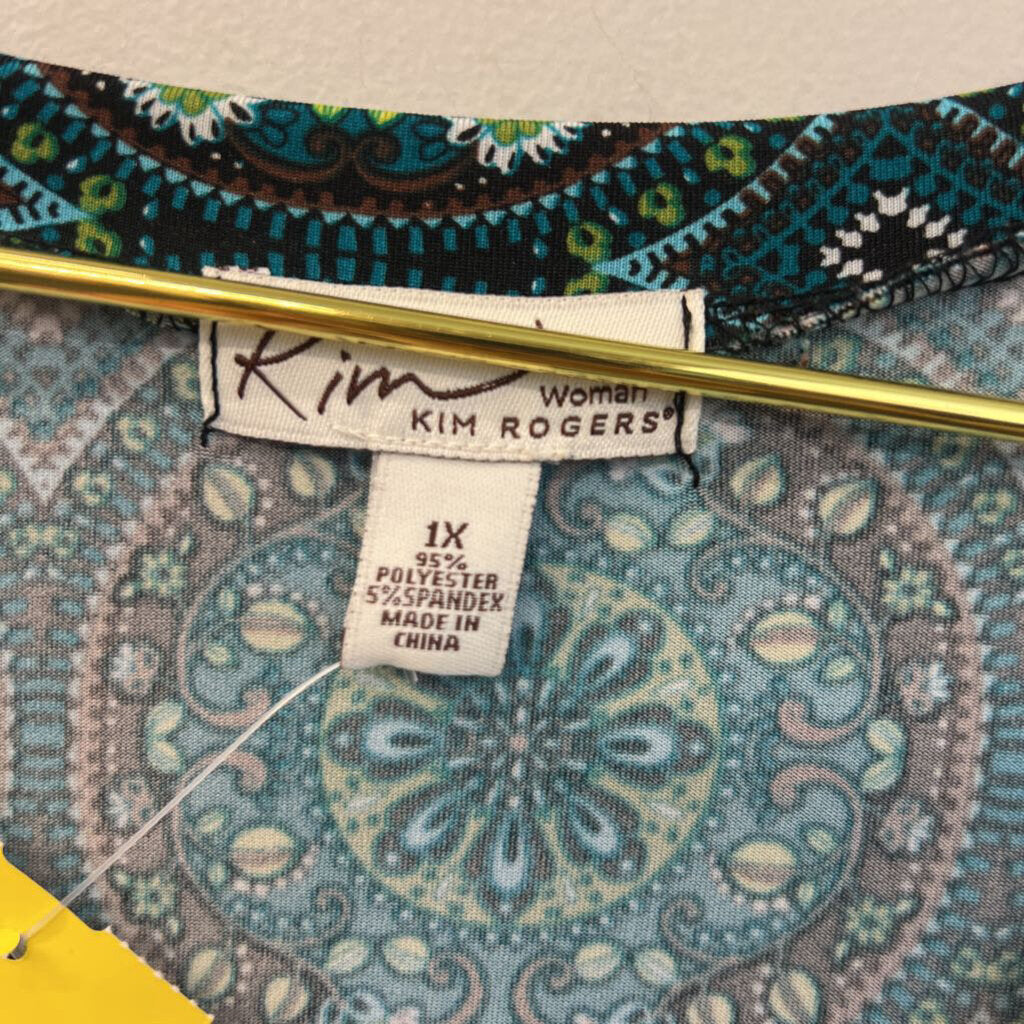 Kim
Woman
KIM ROGERS®
1X
95%
POLYESTER
5%SPANDEX
MADE IN
CHINA